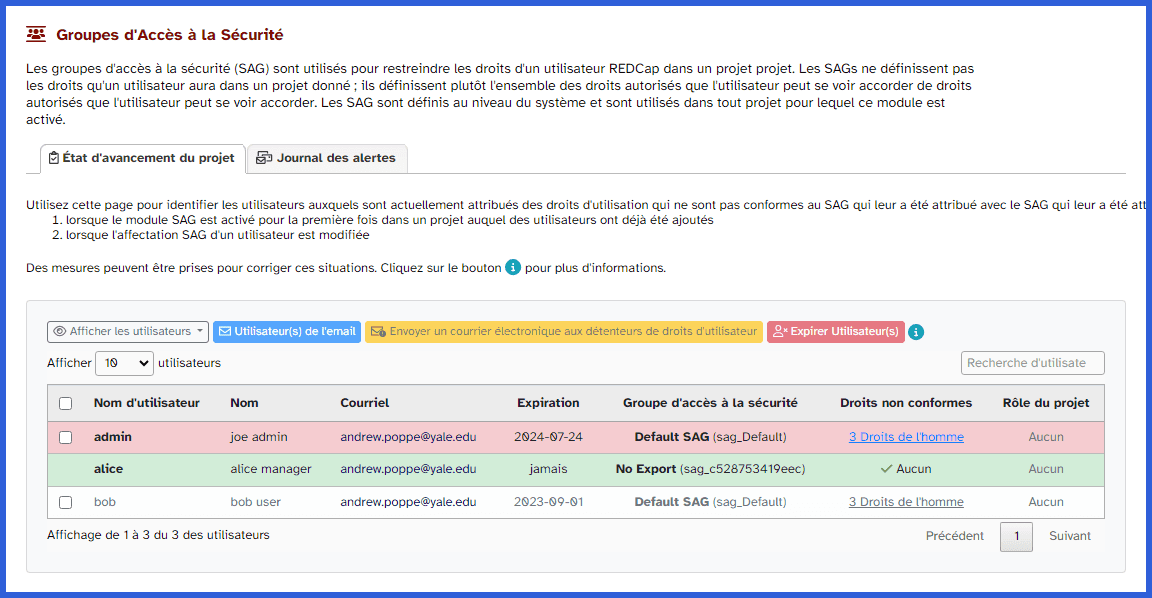 Groupes d'Accès à la Sécurité
Les groupes d'accès à la sécurité (SAG) sont utilisés pour restreindre les droits d'un utilisateur REDCap dans un projet projet. Les SAGs ne définissent pas
les droits qu'un utilisateur aura dans un projet donné ; ils définissent plutôt l'ensemble des droits autorisés que l'utilisateur peut se voir accorder de droits
autorisés que l'utilisateur peut se voir accorder. Les SAG sont définis au niveau du système et sont utilisés dans tout projet pour lequel ce module est
activé.
État d'avancement du projet Journal des alertes
Utilisez cette page pour identifier les utilisateurs auxquels sont actuellement attribués des droits d'utilisation qui ne sont pas conformes au SAG qui leur a été attribué avec le SAG qui leur a été att
1. lorsque le module SAG est activé pour la première fois dans un projet auquel des utilisateurs ont déjà été ajoutés
2. lorsque l'affectation SAG d'un utilisateur est modifiée
Des mesures peuvent être prises pour corriger ces situations. Cliquez sur le bouton i pour plus d'informations.
Afficher les utilisateurs Utilisateur(s) de l'email Envoyer un courrier électronique aux détenteurs de droits d'utilisateur Expirer Utilisateur(s) i
Afficher 10 utilisateurs Recherche d'utilisate
Nom d'utilisateur Nom Courriel Expiration Groupe d'accès à la sécurité Droits non conformes Rôle du projet
admin joe admin andrew.poppe@yale.edu 2024-07-24 Default SAG (sag_Default) 3 Droits de l'homme Aucun
alice alice manager andrew.poppe@yale.edu jamais No Export (sag_c528753419eec) Aucun Aucun
bob bob user andrew.poppe@yale.edu 2023-09-01 Default SAG (sag_Default) 3 Droits de l'homme Aucun
Affichage de 1 à 3 du 3 des utilisateurs Précédent 1 Suivant